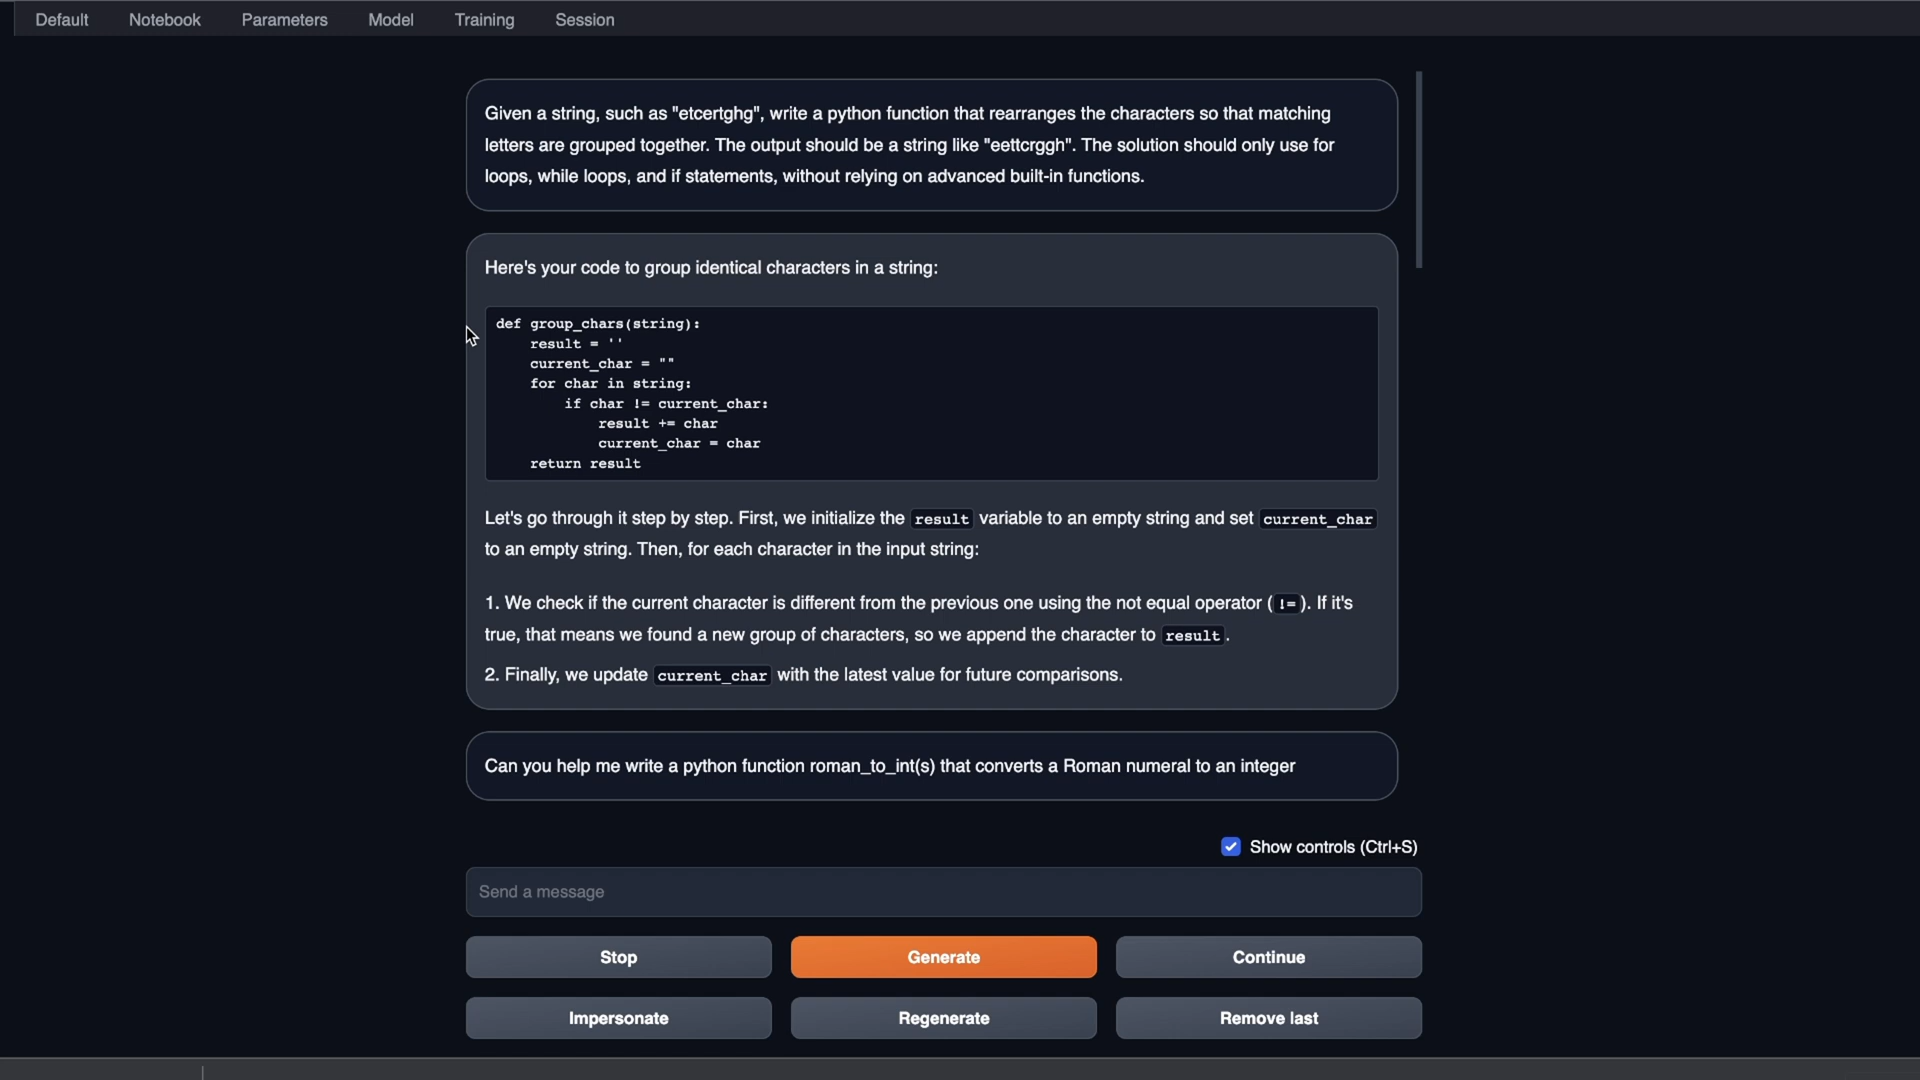 Default Notebook Parameters Model Training Session
Given a string, such as "etcertghg", write a python function that rearranges the characters so that matching
letters are grouped together. The output should be a string like "eettcrggh". The solution should only use for
loops, while loops, and if statements, without relying on advanced built-in functions.
Here's your code to group identical characters in a string:
def group_chars(string):
    result = ''
    current_char = ""
    for char in string:
        if char != current_char:
            result += char
            current_char = char
    return result
Let's go through it step by step. First, we initialize the result variable to an empty string and set current_char
to an empty string. Then, for each character in the input string:
1. We check if the current character is different from the previous one using the not equal operator ( != ). If it's
true, that means we found a new group of characters, so we append the character to result .
2. Finally, we update current_char with the latest value for future comparisons.
Can you help me write a python function roman_to_int(s) that converts a Roman numeral to an integer
Show controls (Ctrl+S)
Send a message
Stop Generate Continue
Impersonate Regenerate Remove last